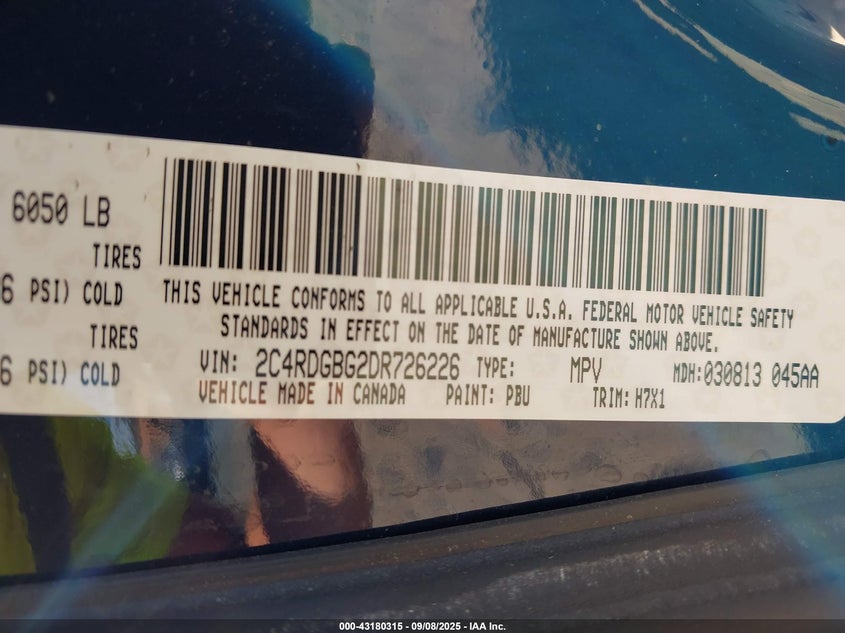 6050 LB
TIRES
6 PSI) COLD
TIRES
6 PSI) COLD
THIS VEHICLE CONFORMS TO ALL APPLICABLE U.S.A. FEDERAL MOTOR VEHICLE SAFETY
STANDARDS IN EFFECT ON THE DATE OF MANUFACTURE SHOWN ABOVE.
VIN: 2C4RDGBG2DR726226 TYPE: MPV MDH:030813 045AA
VEHICLE MADE IN CANADA PAINT: PBU TRIM: H7X1
000-43180315 - 09/08/2025 - IAA Inc.